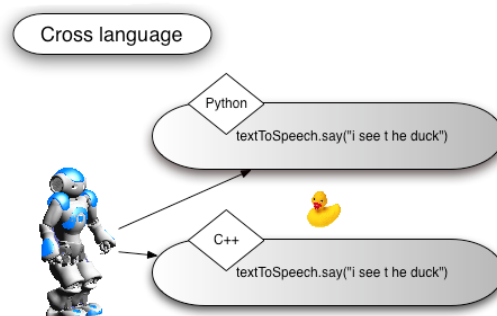 Cross language
Python
textToSpeech.say("i see t he duck")
C++
textToSpeech.say("i see t he duck")